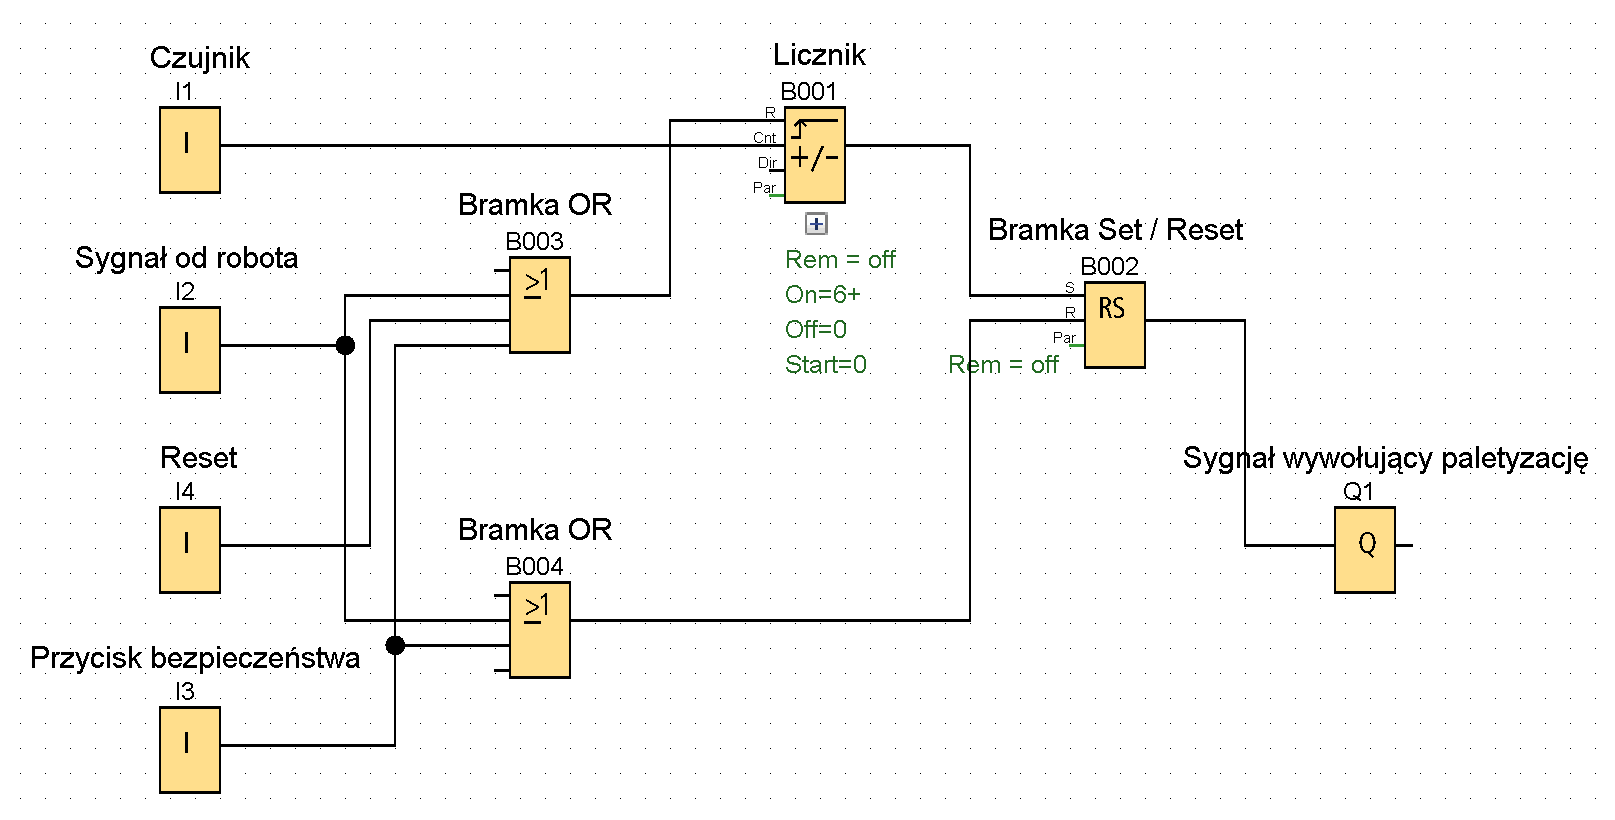 Czujnik
I1
I
Licznik
B001
R
Cnt
Dir
Par
+/-
+
Rem = off
On=6+
Off=0
Start=0
Bramka OR
B003
≥1
Sygnał od robota
I2
I
Bramka Set / Reset
B002
S
R
Par
RS
Rem = off
Reset
I4
I
Sygnał wywołujący paletyzację
Q1
Q
Bramka OR
B004
≥1
Przycisk bezpieczeństwa
I3
I